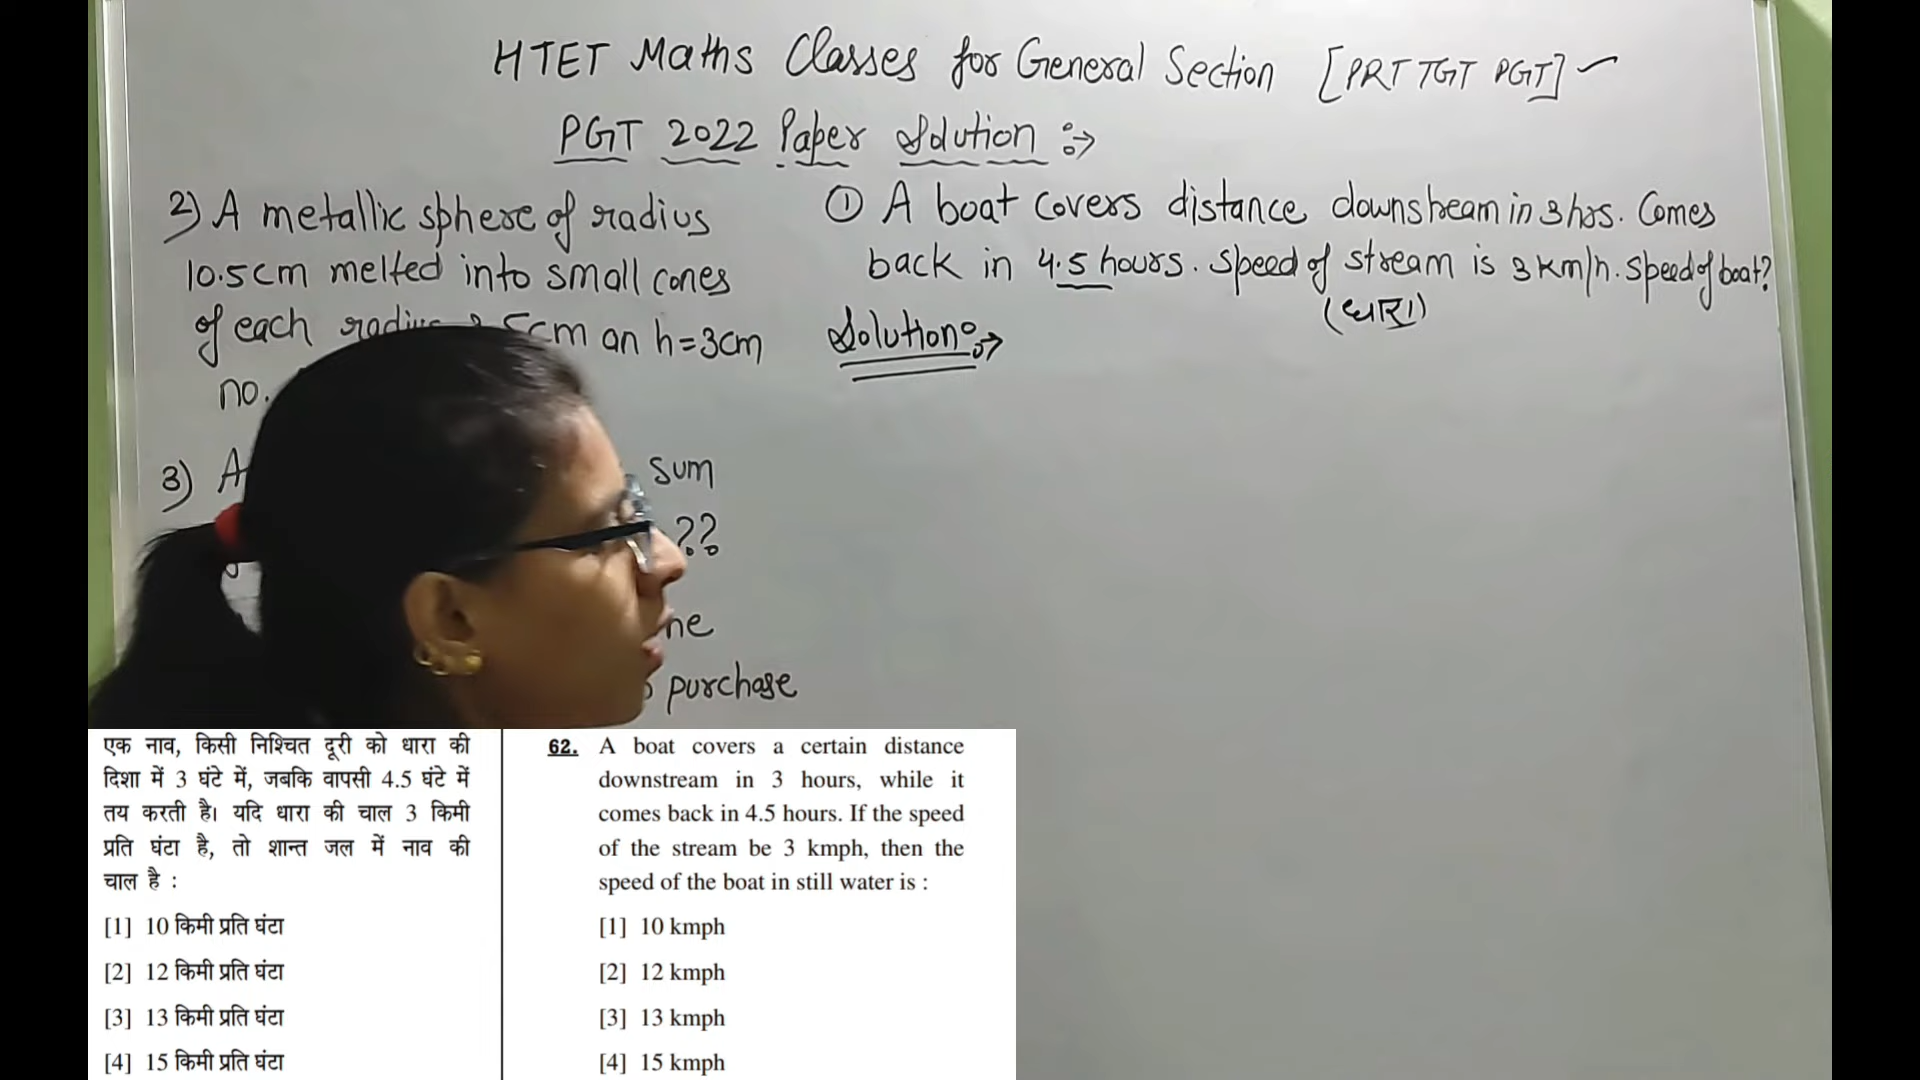 HTET Maths Classes for General Section [PRT TGT PGT]
PGT 2022 Paper Solution :→
2) A metallic sphere of radius
10.5cm melted into small cones
of each radius 5cm an h=3cm
no.
3) A sum
??
ne
purchase
① A boat covers distance downstream in 3 hrs. Comes
back in 4.5 hours. Speed of stream is 3 Km/h. Speed of boat?
(धारा)
Solution:→
एक नाव, किसी निश्चित दूरी को धारा की
दिशा में 3 घंटे में, जबकि वापसी 4.5 घंटे में
तय करती है। यदि धारा की चाल 3 किमी
प्रति घंटा है, तो शान्त जल में नाव की
चाल है :
[1] 10 किमी प्रति घंटा
[2] 12 किमी प्रति घंटा
[3] 13 किमी प्रति घंटा
[4] 15 किमी प्रति घंटा
62. A boat covers a certain distance
downstream in 3 hours, while it
comes back in 4.5 hours. If the speed
of the stream be 3 kmph, then the
speed of the boat in still water is :
[1] 10 kmph
[2] 12 kmph
[3] 13 kmph
[4] 15 kmph